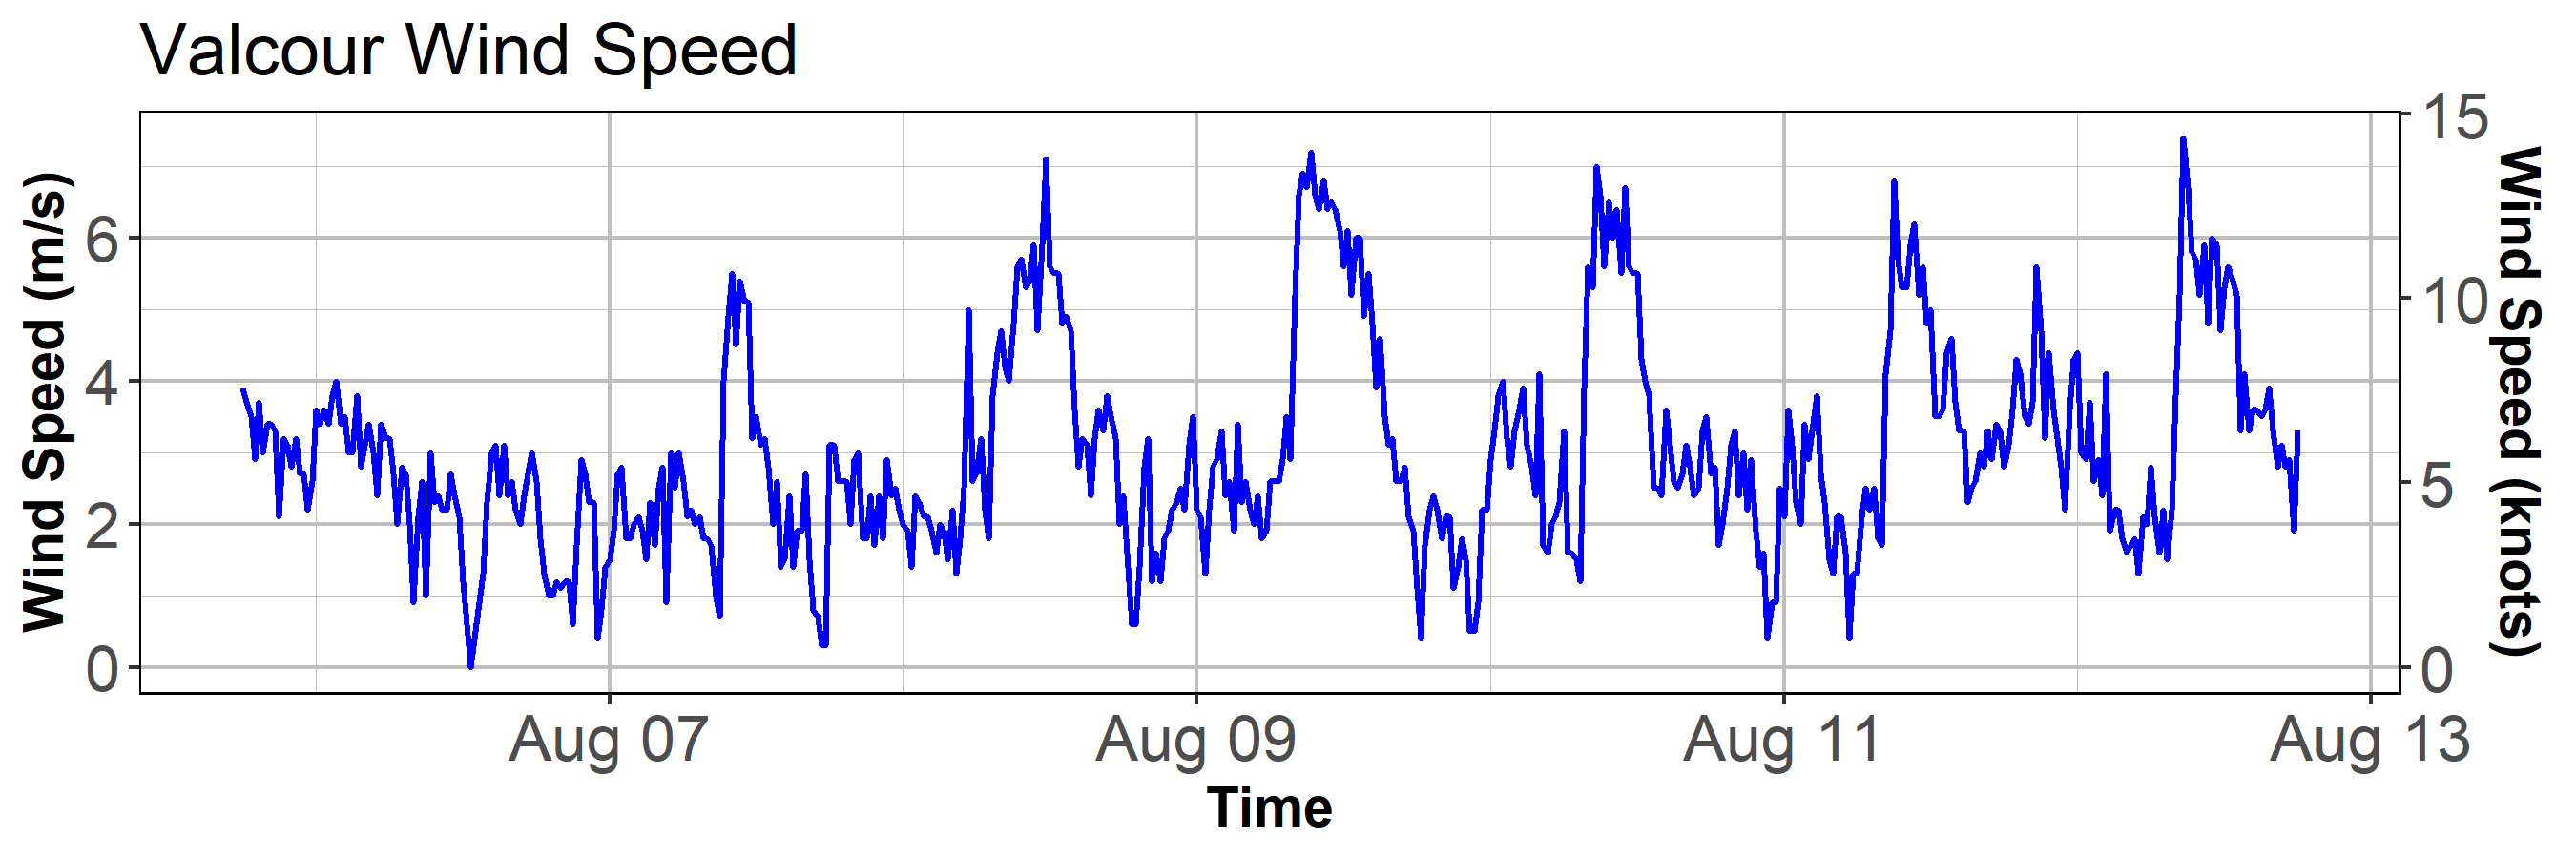 Valcour Wind Speed
Wind Speed (m/s)
6
4
2
0
15
10
5
0
Wind Speed (knots)
Aug 07
Aug 09
Aug 11
Aug 13
Time